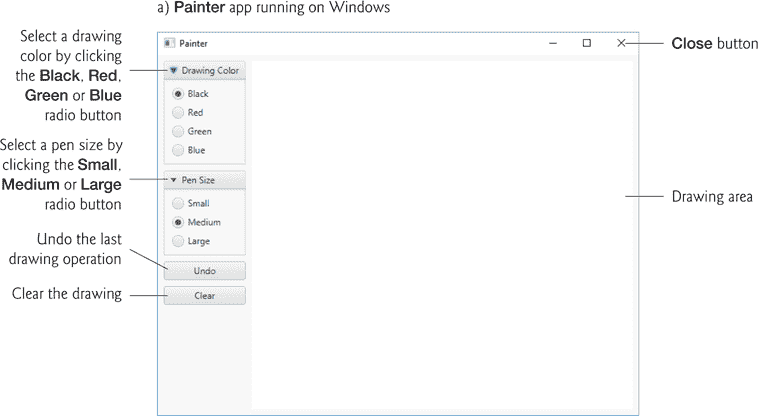 a) Painter app running on Windows
Select a drawing
color by clicking
the Black, Red,
Green or Blue
radio button
Select a pen size by
clicking the Small,
Medium or Large
radio button
Undo the last
drawing operation
Clear the drawing
Painter
Drawing Color
Black
Red
Green
Blue
Pen Size
Small
Medium
Large
Undo
Clear
Close button
Drawing area